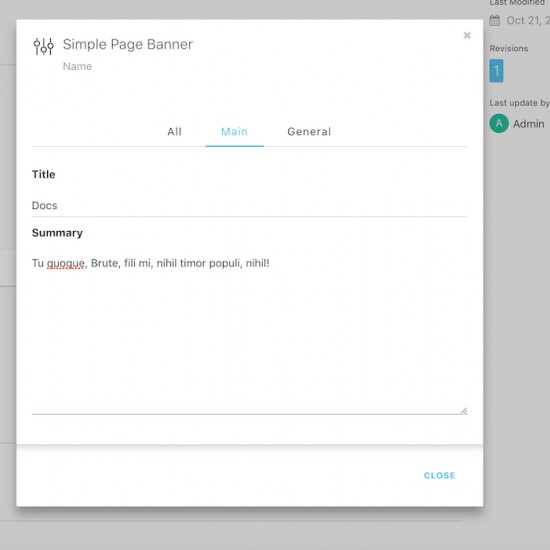 Last Modified
Simple Page Banner
Oct 21, 2
Name
Revisions
1
Last update by
A Admin
All Main General
Title
Docs
Summary
Tu quoque, Brute, fili mi, nihil timor populi, nihil!
CLOSE